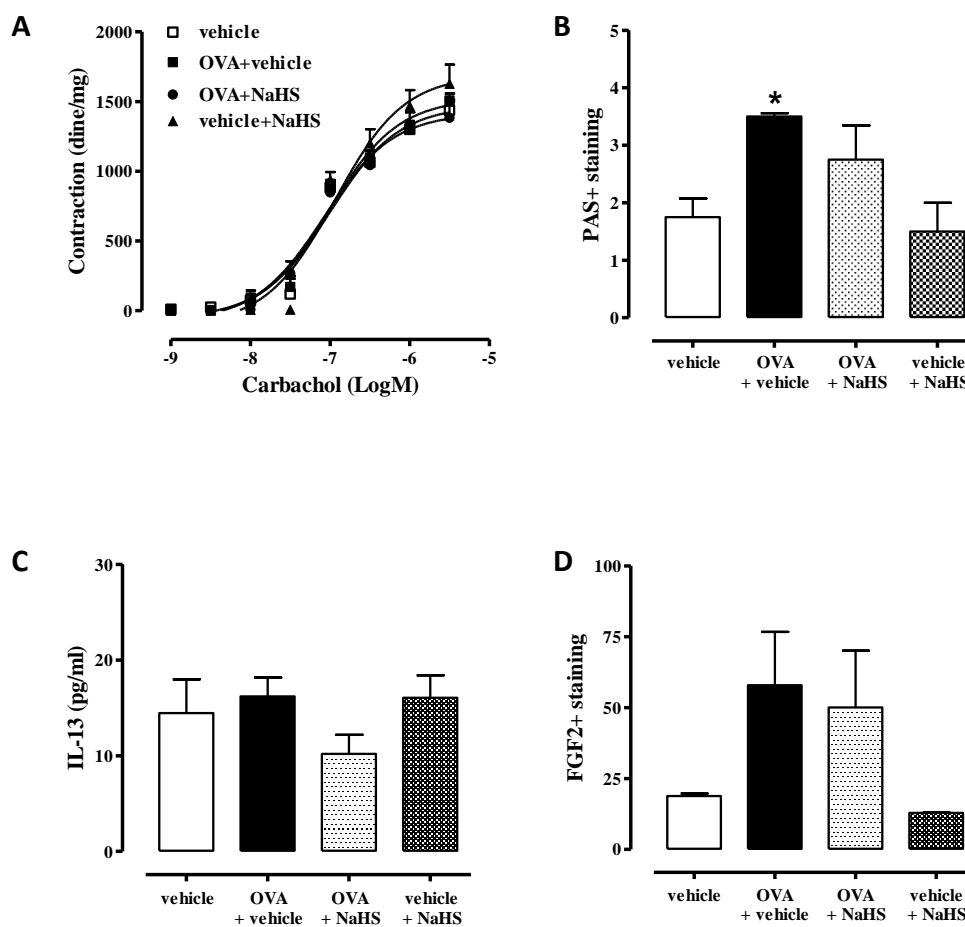 A
2000
1500
1000
500
0
Contraction (dine/mg)
vehicle
OVA+vehicle
OVA+NaHS
vehicle+NaHS
-9 -8 -7 -6 -5
Carbachol (LogM)
B
5
4
3
2
1
0
PAS+ staining
*
vehicle OVA OVA vehicle
+ vehicle + NaHS + NaHS
C
30
20
10
0
IL-13 (pg/ml)
vehicle OVA OVA vehicle
+ vehicle + NaHS + NaHS
D
100
75
50
25
0
FGF2+ staining
vehicle OVA OVA vehicle
+ vehicle + NaHS + NaHS